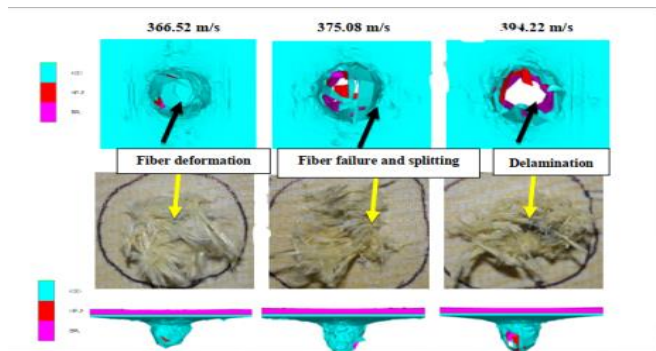 366.52 m/s
375.08 m/s
394.22 m/s
Fiber deformation
Fiber failure and splitting
Delamination